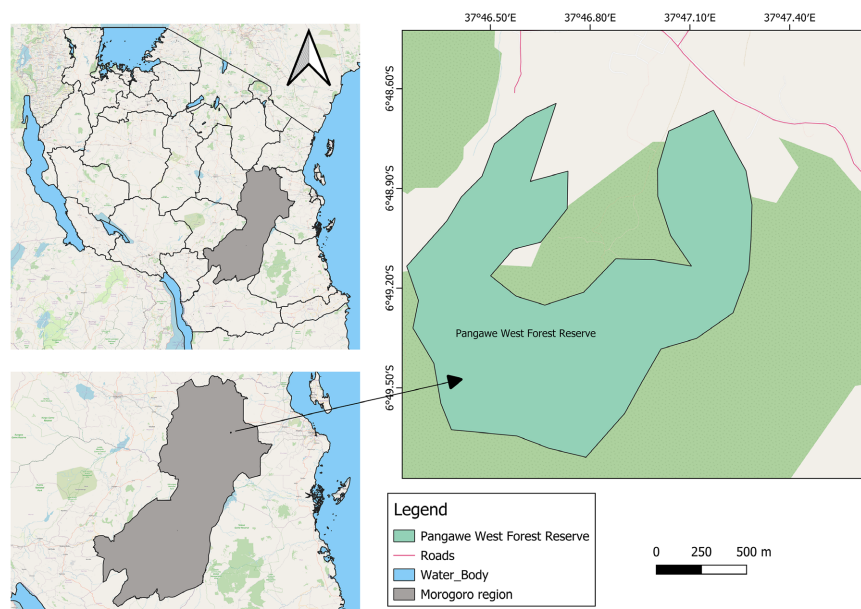 37°46.50'E 37°46.80'E 37°47.10'E 37°47.40'E
6°48.60'S
6°48.90'S
6°49.20'S
6°49.50'S
Pangawe West Forest Reserve
Legend
Pangawe West Forest Reserve
Roads
Water_Body
Morogoro region
0 250 500 m